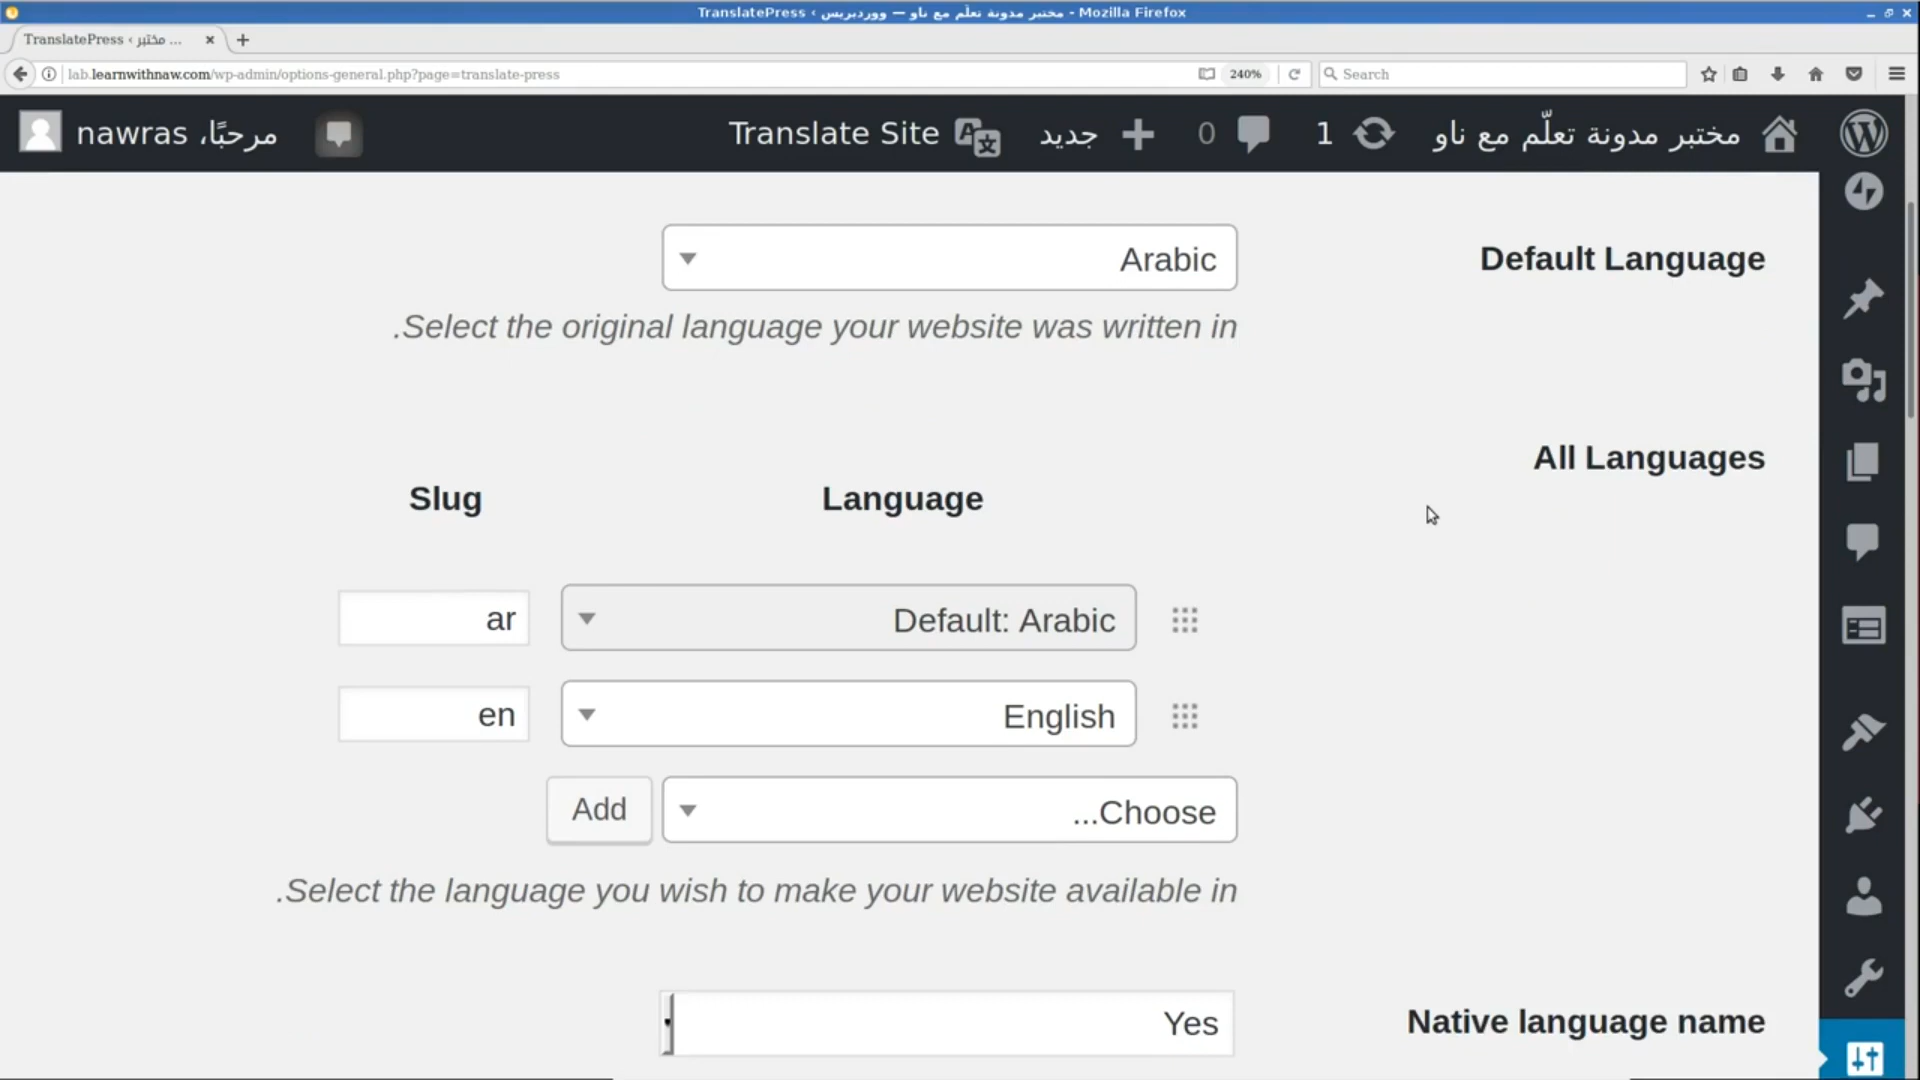 TranslatePress ‹ مختبر مدونة تعلّم مع ناو — ووردبريس - Mozilla Firefox
TranslatePress ‹ مختبر ...
lab.learnwithnaw.com/wp-admin/options-general.php?page=translate-press
240%
Search
مختبر مدونة تعلّم مع ناو
1
0
جديد
Translate Site
مرحبًا، nawras
Default Language
Arabic
.Select the original language your website was written in
All Languages
Language
Slug
Default: Arabic
ar
English
en
...Choose
Add
.Select the language you wish to make your website available in
Native language name
Yes